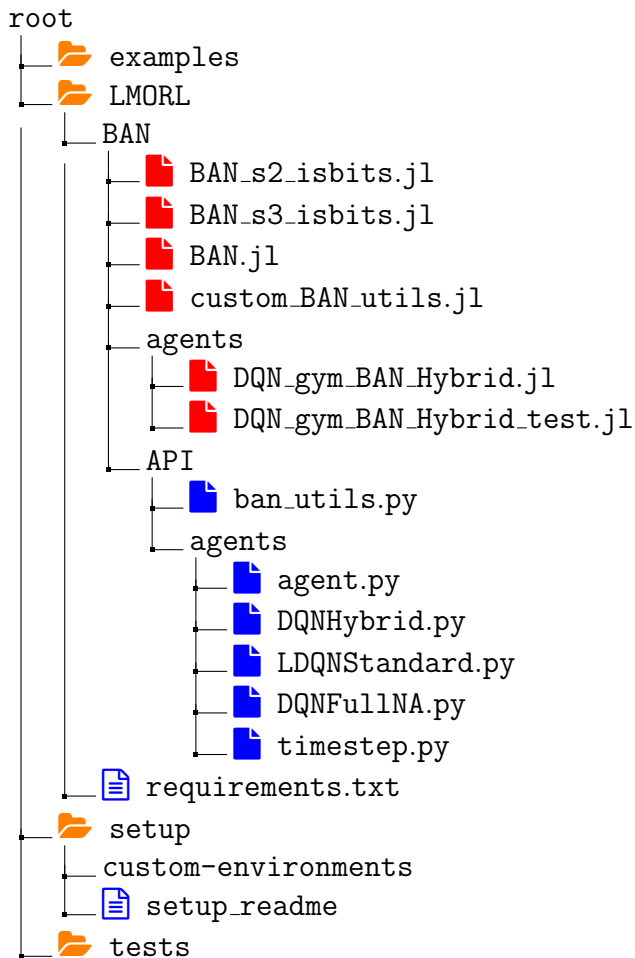 root
examples
LMORL
BAN
BAN_s2_isbits.jl
BAN_s3_isbits.jl
BAN.jl
custom_BAN_utils.jl
agents
DQN_gym_BAN_Hybrid.jl
DQN_gym_BAN_Hybrid_test.jl
API
ban_utils.py
agents
agent.py
DQNHybrid.py
LDQNStandard.py
DQNFullNA.py
timestep.py
requirements.txt
setup
custom-environments
setup_readme
tests